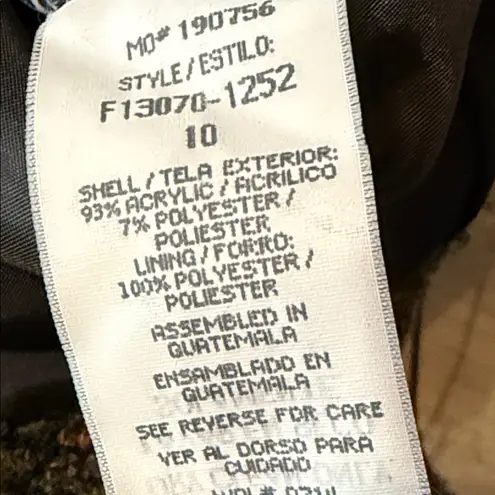 MO# 190756
STYLE/ESTILO:
F13070-1252
10
SHELL / TELA EXTERIOR:
93% ACRYLIC / ACRILICO
7% POLYESTER /
POLIESTER
LINING / FORRO:
100% POLYESTER /
POLIESTER
ASSEMBLED IN
GUATEMALA
ENSAMBLADO EN
GUATEMALA
SEE REVERSE FOR CARE
VER AL DORSO PARA
CUIDADO